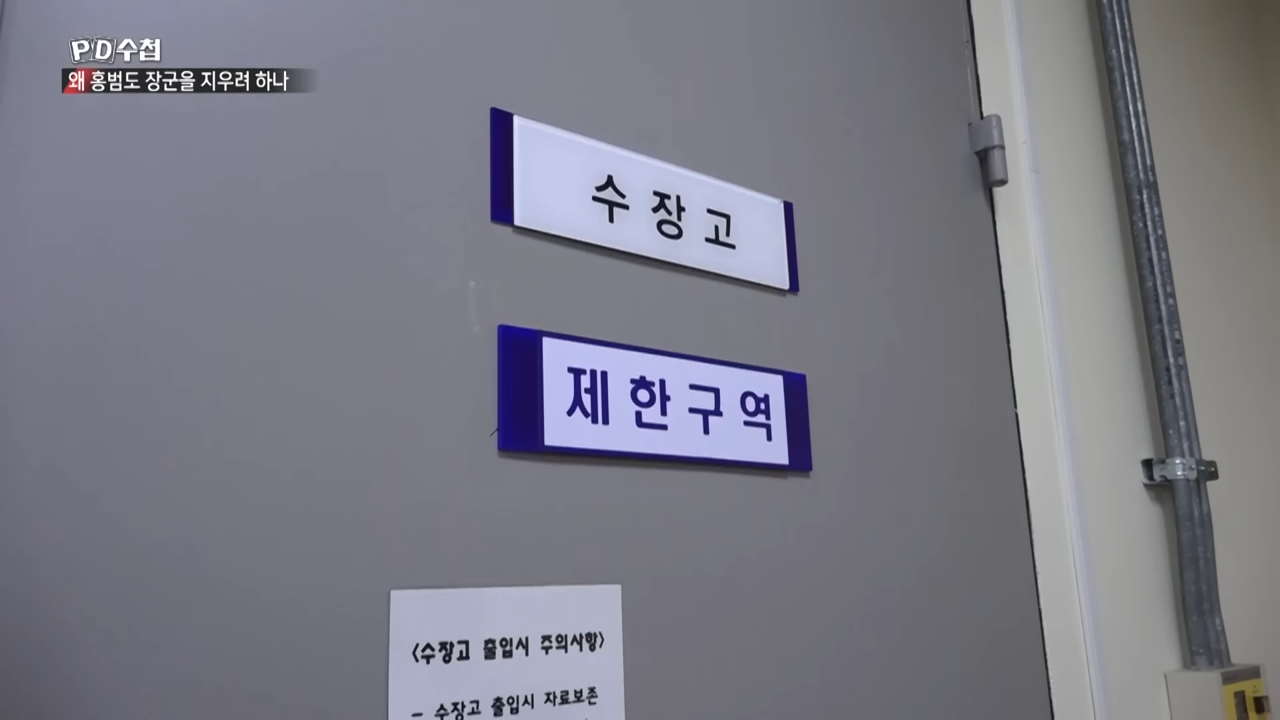 PD수첩
왜 홍범도 장군을 지우려 하나
수장고
제한구역
<수장고 출입시 주의사항>
- 수장고 출입시 자료보존